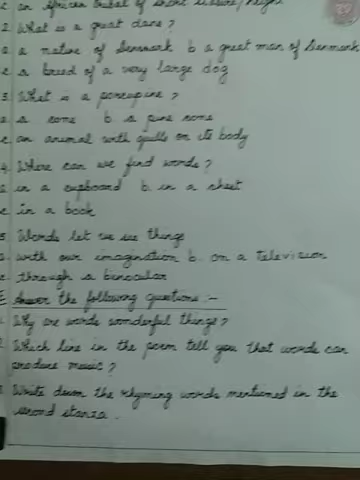 c an African tribal of short stature/height
2. What is a great dane?
a a native of Denmark b a great man of Denmark
c a breed of a very large dog
3. What is a porcupine?
a a cone b a pine cone
c an animal with quills on its body
4. Where can we find words?
a in a cupboard b. in a chest
c in a book
5. Words let us see things
a with our imagination b. on a television
c through a binocular
E Answer the following questions :-
Why are words wonderful things?
Which line in the poem tell you that words can
produce music?
Write down the rhyming words mentioned in the
second stanza.